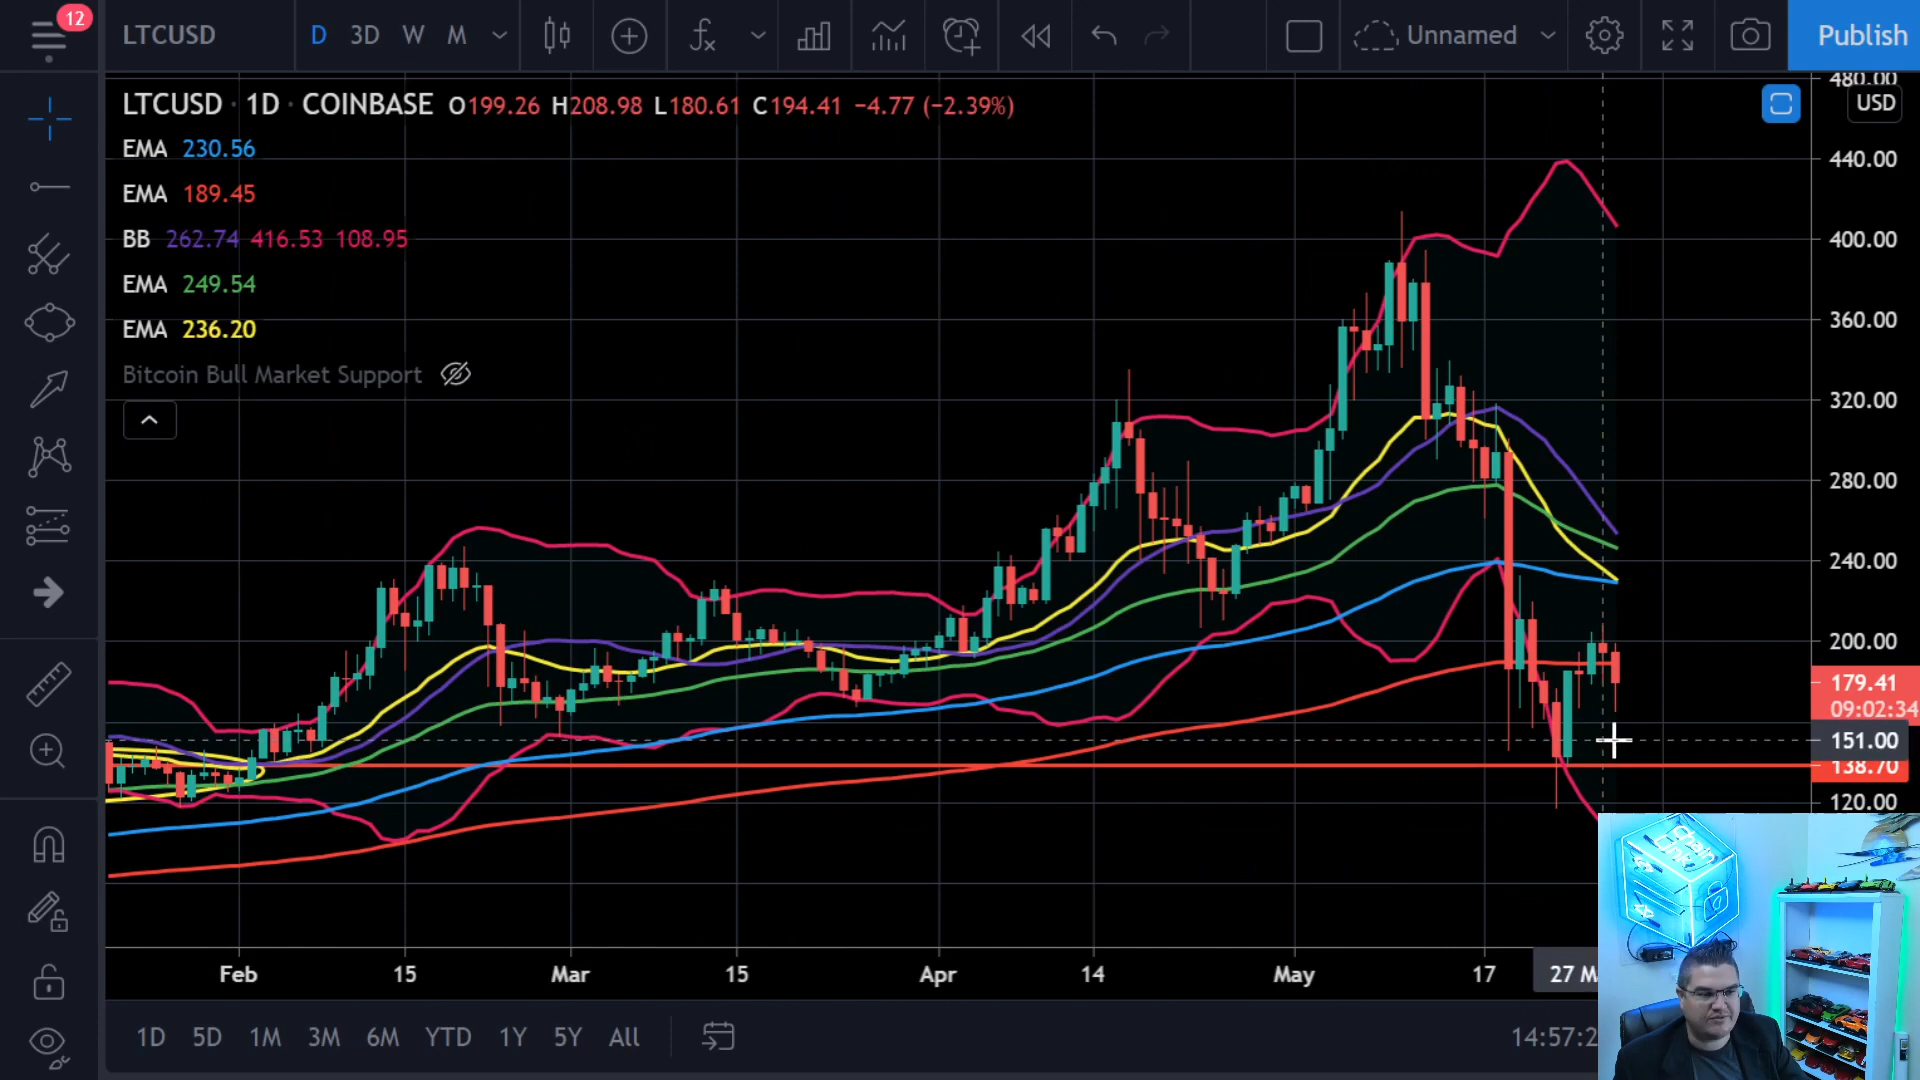 12
LTCUSD
D 3D W M
Unnamed
Publish
LTCUSD · 1D · COINBASE O199.26 H208.98 L180.61 C194.41 −4.77 (−2.39%)
EMA 230.56
EMA 189.45
BB 262.74 416.53 108.95
EMA 249.54
EMA 236.20
Bitcoin Bull Market Support
480.00
USD
440.00
400.00
360.00
320.00
280.00
240.00
200.00
179.41
09:02:34
151.00
138.70
120.00
Feb 15 Mar 15 Apr 14 May 17 27 M
1D 5D 1M 3M 6M YTD 1Y 5Y All
14:57:2